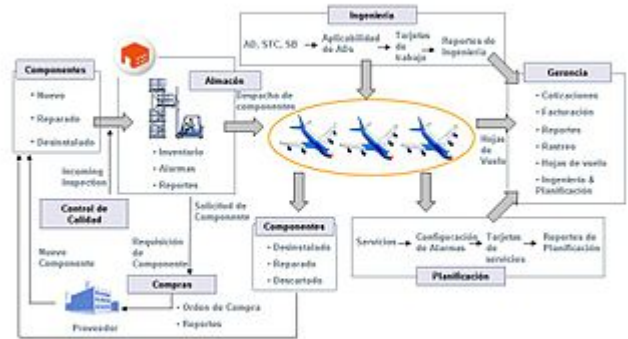 Ingeniería
AD, STC, SB
Aplicabilidad
de ADs
Tarjetas
de
trabajo
Reportes de
Ingeniería
Componentes
• Nuevo
• Reparado
• Desinstalado
Almacén
• Inventario
• Alarmas
• Reportes
Despacho de
componentes
Gerencia
• Cotizaciones
• Facturación
• Reportes
• Rastreo
• Hojas de vuelo
• Ingeniería &
Planificación
Hojas
de
Vuelo
Incoming
Inspection
Control de
Calidad
Solicitud de
Componente
Nuevo
Componente
Requisición
de
Componente
Compras
• Orden de Compra
• Reportes
Proveedor
Componentes
• Desinstalado
• Reparado
• Descartado
Servicios
Configuración
de Alarmas
Tarjetas
de
servicios
Reportes de
Planificación
Planificación